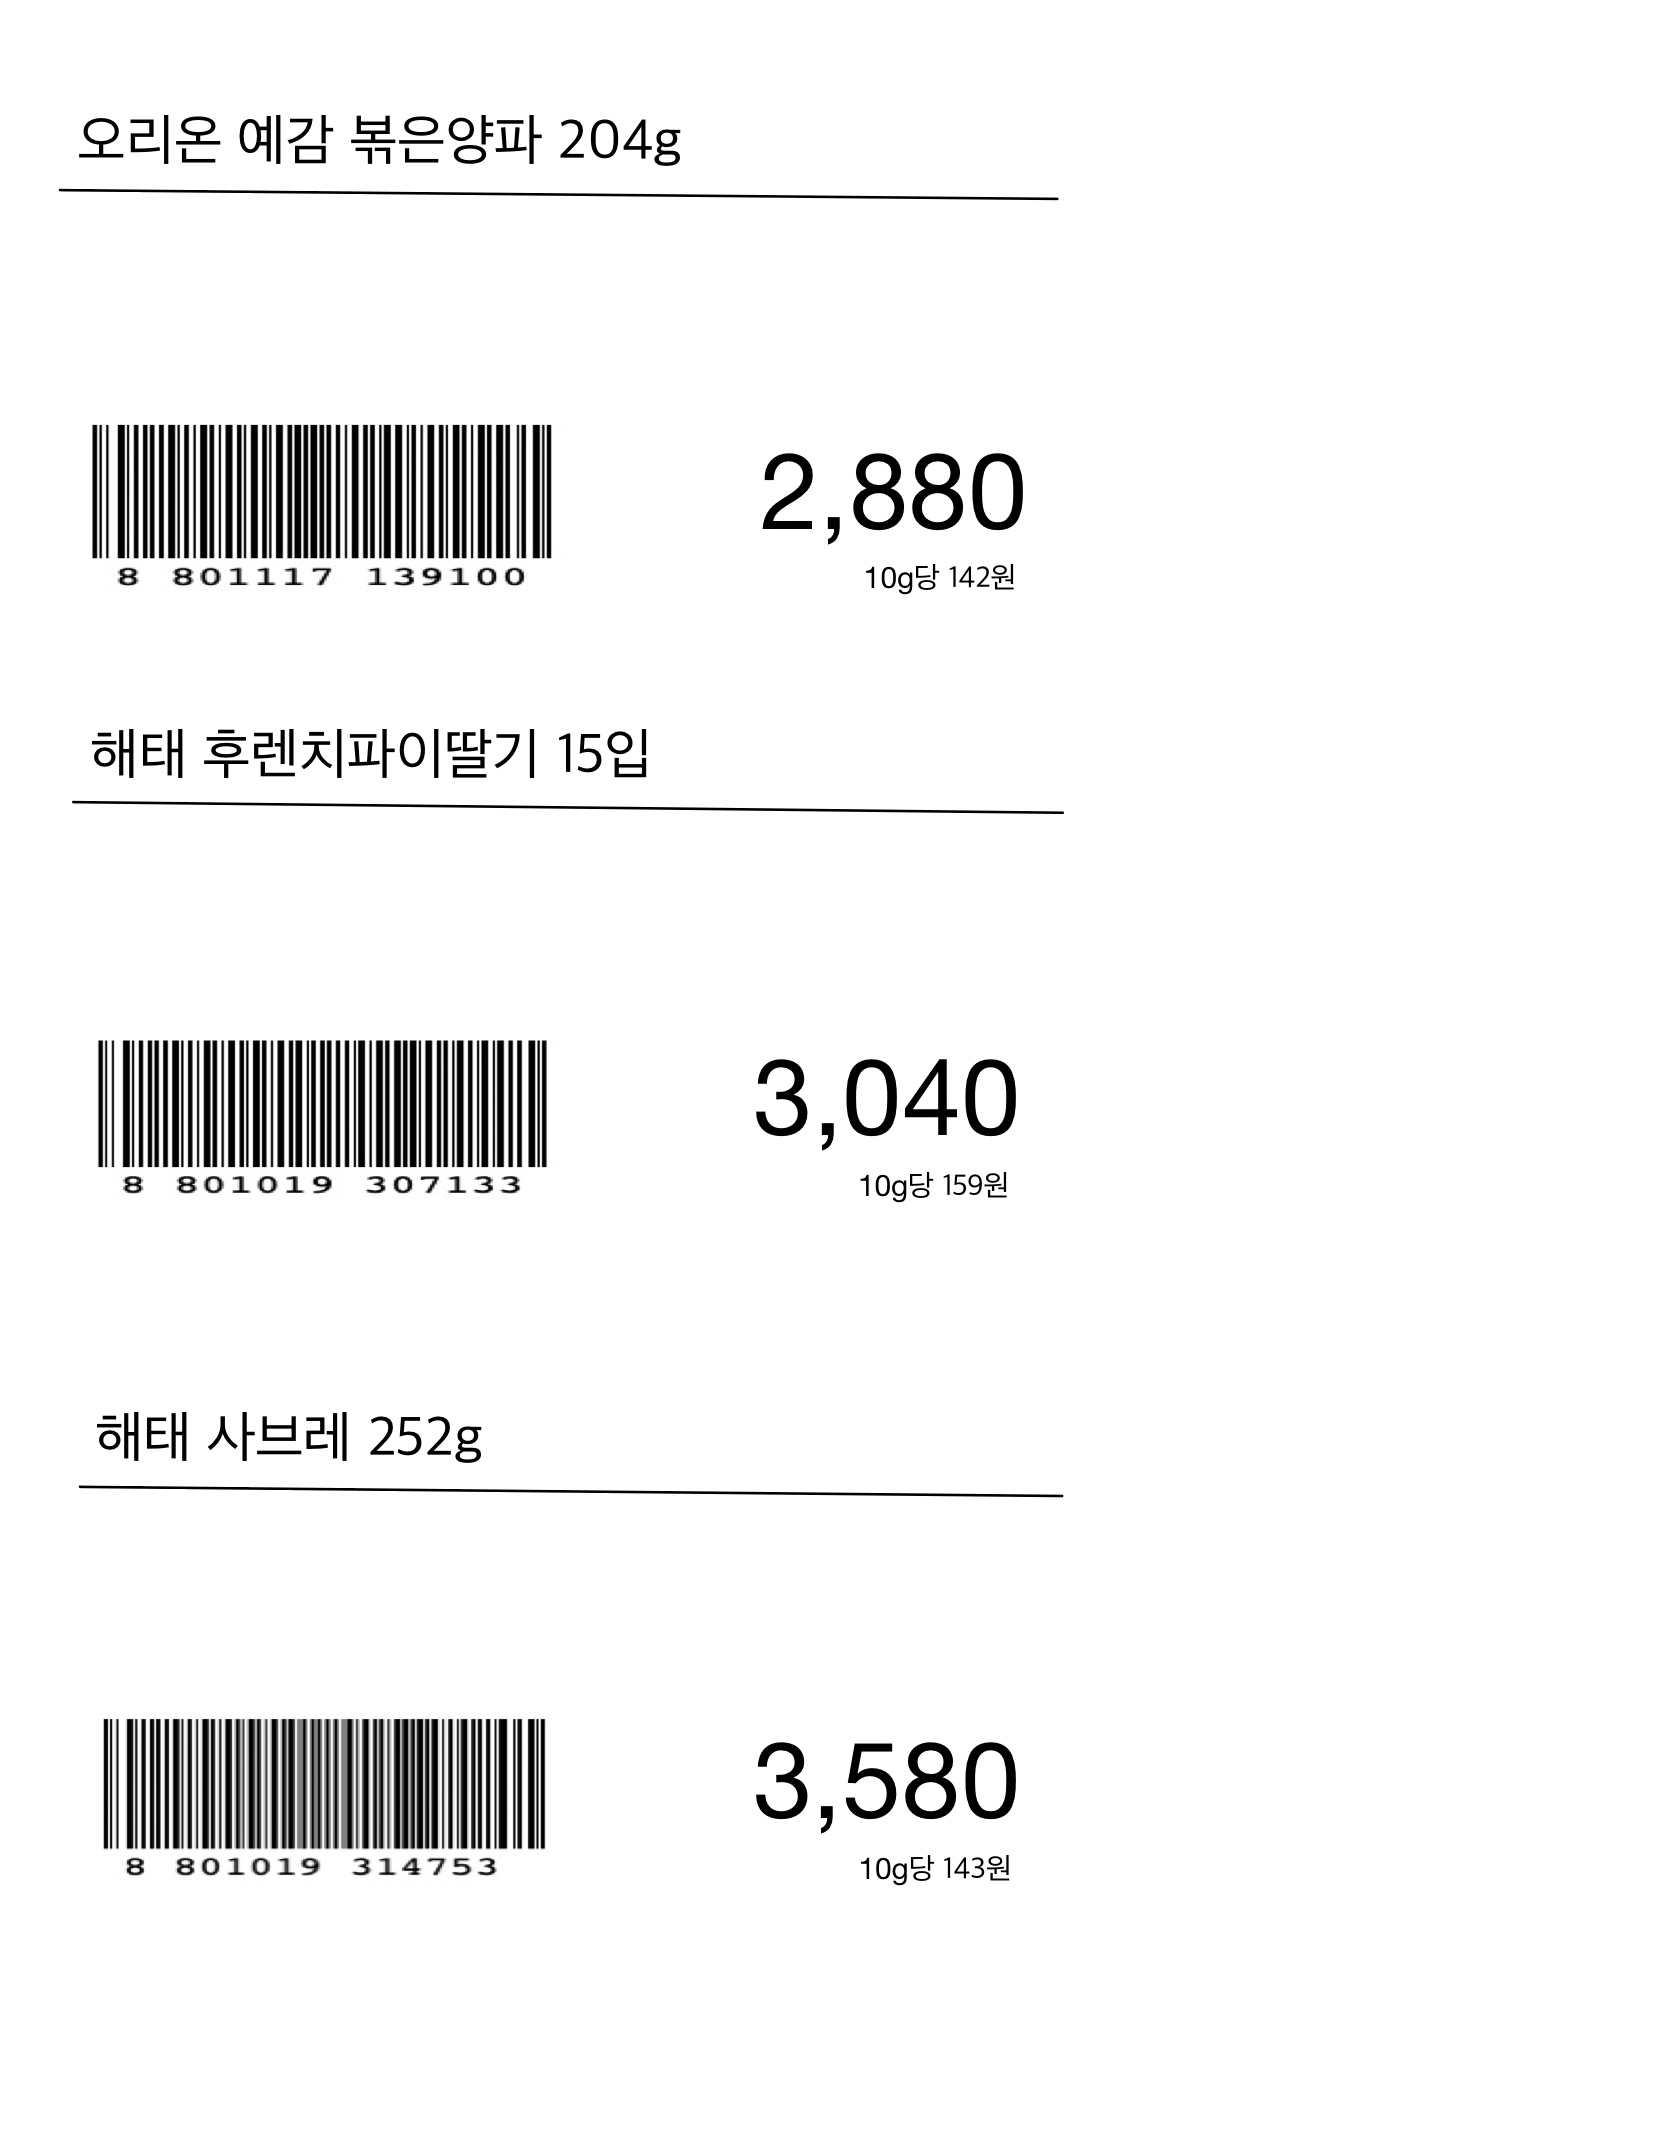 오리온 예감 볶은양파 204g
2,880
8 801117 139100
10g당 142원
해태 후렌치파이딸기 15입
3,040
8 801019 307133
10g당 159원
해태 사브레 252g
3,580
8 801019 314753
10g당 143원